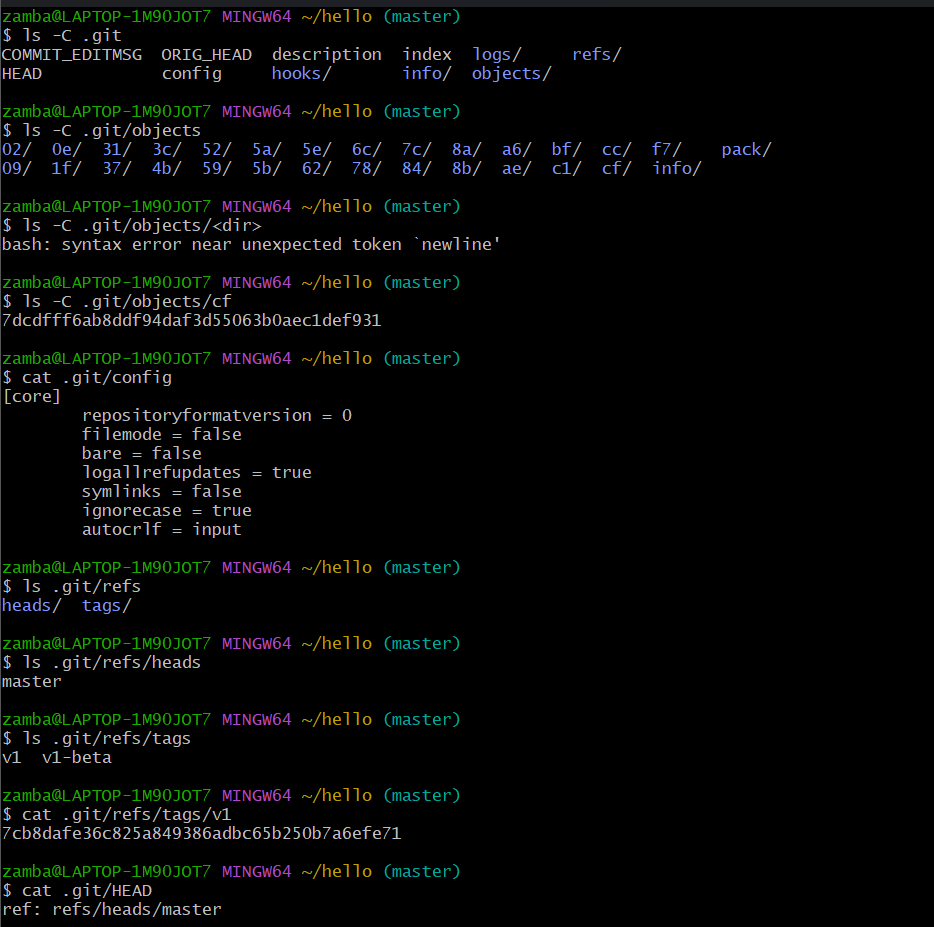 zamba@LAPTOP-1M90JOT7 MINGW64 ~/hello (master)
$ ls -C .git
COMMIT_EDITMSG  ORIG_HEAD  description  index  logs/     refs/
HEAD            config     hooks/       info/  objects/
zamba@LAPTOP-1M90JOT7 MINGW64 ~/hello (master)
$ ls -C .git/objects
02/  0e/  31/  3c/  52/  5a/  5e/  6c/  7c/  8a/  a6/  bf/  cc/  f7/    pack/
09/  1f/  37/  4b/  59/  5b/  62/  78/  84/  8b/  ae/  c1/  cf/  info/
zamba@LAPTOP-1M90JOT7 MINGW64 ~/hello (master)
$ ls -C .git/objects/<dir>
bash: syntax error near unexpected token `newline'
zamba@LAPTOP-1M90JOT7 MINGW64 ~/hello (master)
$ ls -C .git/objects/cf
7dcdfff6ab8ddf94daf3d55063b0aec1def931
zamba@LAPTOP-1M90JOT7 MINGW64 ~/hello (master)
$ cat .git/config
[core]
        repositoryformatversion = 0
        filemode = false
        bare = false
        logallrefupdates = true
        symlinks = false
        ignorecase = true
        autocrlf = input
zamba@LAPTOP-1M90JOT7 MINGW64 ~/hello (master)
$ ls .git/refs
heads/  tags/
zamba@LAPTOP-1M90JOT7 MINGW64 ~/hello (master)
$ ls .git/refs/heads
master
zamba@LAPTOP-1M90JOT7 MINGW64 ~/hello (master)
$ ls .git/refs/tags
v1  v1-beta
zamba@LAPTOP-1M90JOT7 MINGW64 ~/hello (master)
$ cat .git/refs/tags/v1
7cb8dafe36c825a849386adbc65b250b7a6efe71
zamba@LAPTOP-1M90JOT7 MINGW64 ~/hello (master)
$ cat .git/HEAD
ref: refs/heads/master